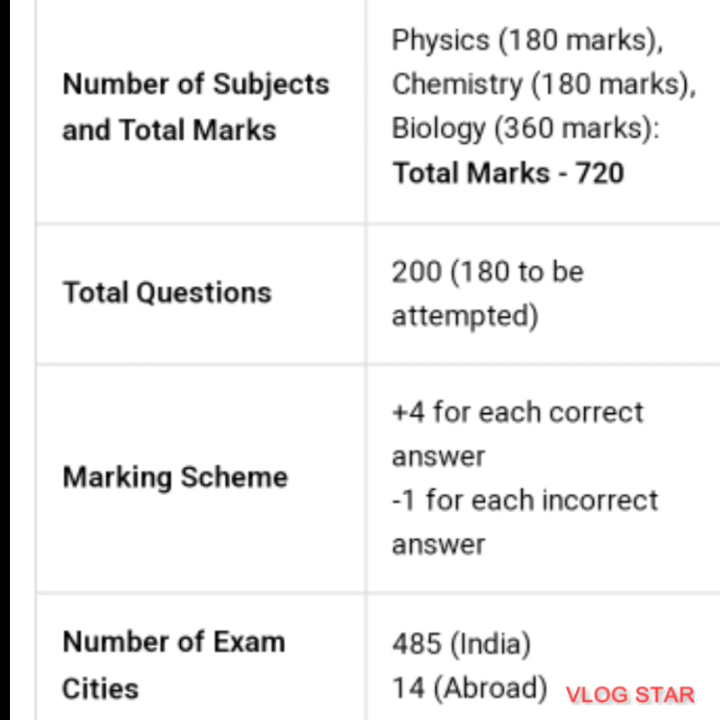 Number of Subjects
and Total Marks
Physics (180 marks),
Chemistry (180 marks),
Biology (360 marks):
Total Marks - 720
Total Questions
200 (180 to be
attempted)
Marking Scheme
+4 for each correct
answer
-1 for each incorrect
answer
Number of Exam
Cities
485 (India)
14 (Abroad)
VLOG STAR